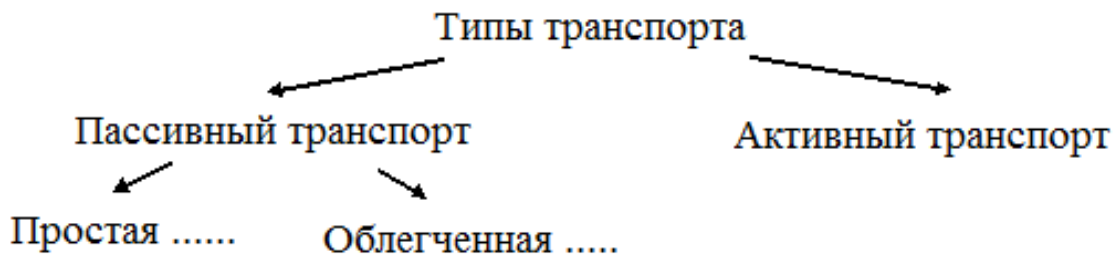 Типы транспорта
Пассивный транспорт
Активный транспорт
Простая ......
Облегченная .....